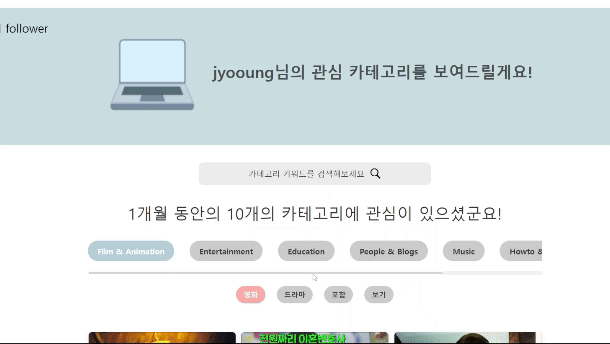 follower
jyooung님의 관심 카테고리를 보여드릴게요!
카테고리 키워드를 검색해보세요
1개월 동안의 10개의 카테고리에 관심이 있으셨군요!
Film & Animation Entertainment Education People & Blogs Music Howto &
영화 드라마 포함 보기